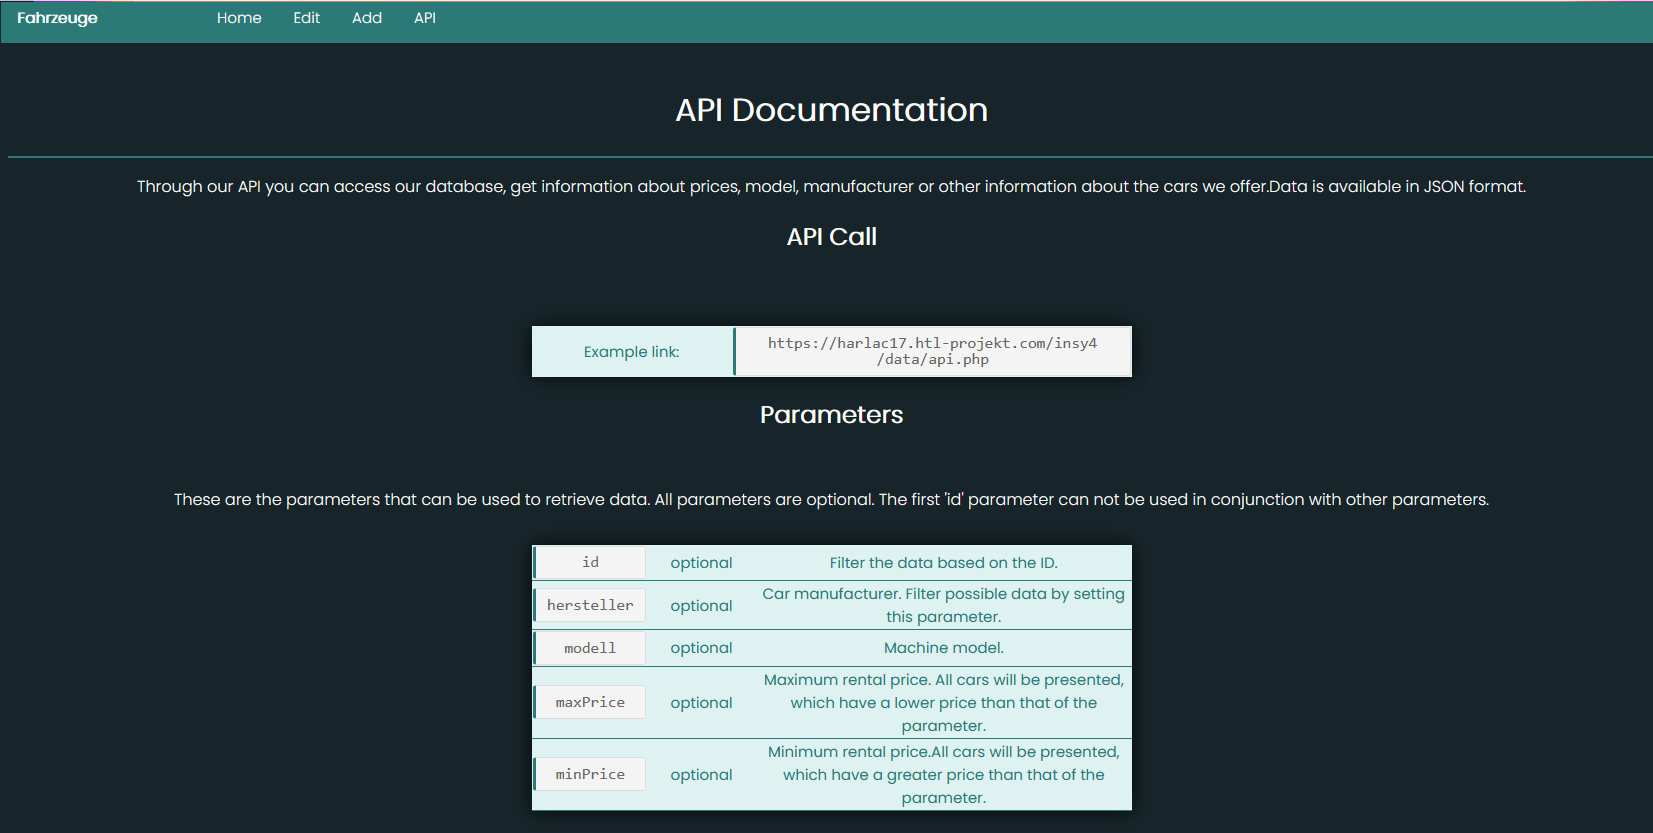 Fahrzeuge Home Edit Add API
API Documentation
Through our API you can access our database, get information about prices, model, manufacturer or other information about the cars we offer.Data is available in JSON format.
API Call
Example link: https://harlac17.htl-projekt.com/insy4
/data/api.php
Parameters
These are the parameters that can be used to retrieve data. All parameters are optional. The first 'id' parameter can not be used in conjunction with other parameters.
id optional Filter the data based on the ID.
hersteller optional Car manufacturer. Filter possible data by setting
this parameter.
modell optional Machine model.
maxPrice optional Maximum rental price. All cars will be presented,
which have a lower price than that of the
parameter.
minPrice optional Minimum rental price.All cars will be presented,
which have a greater price than that of the
parameter.